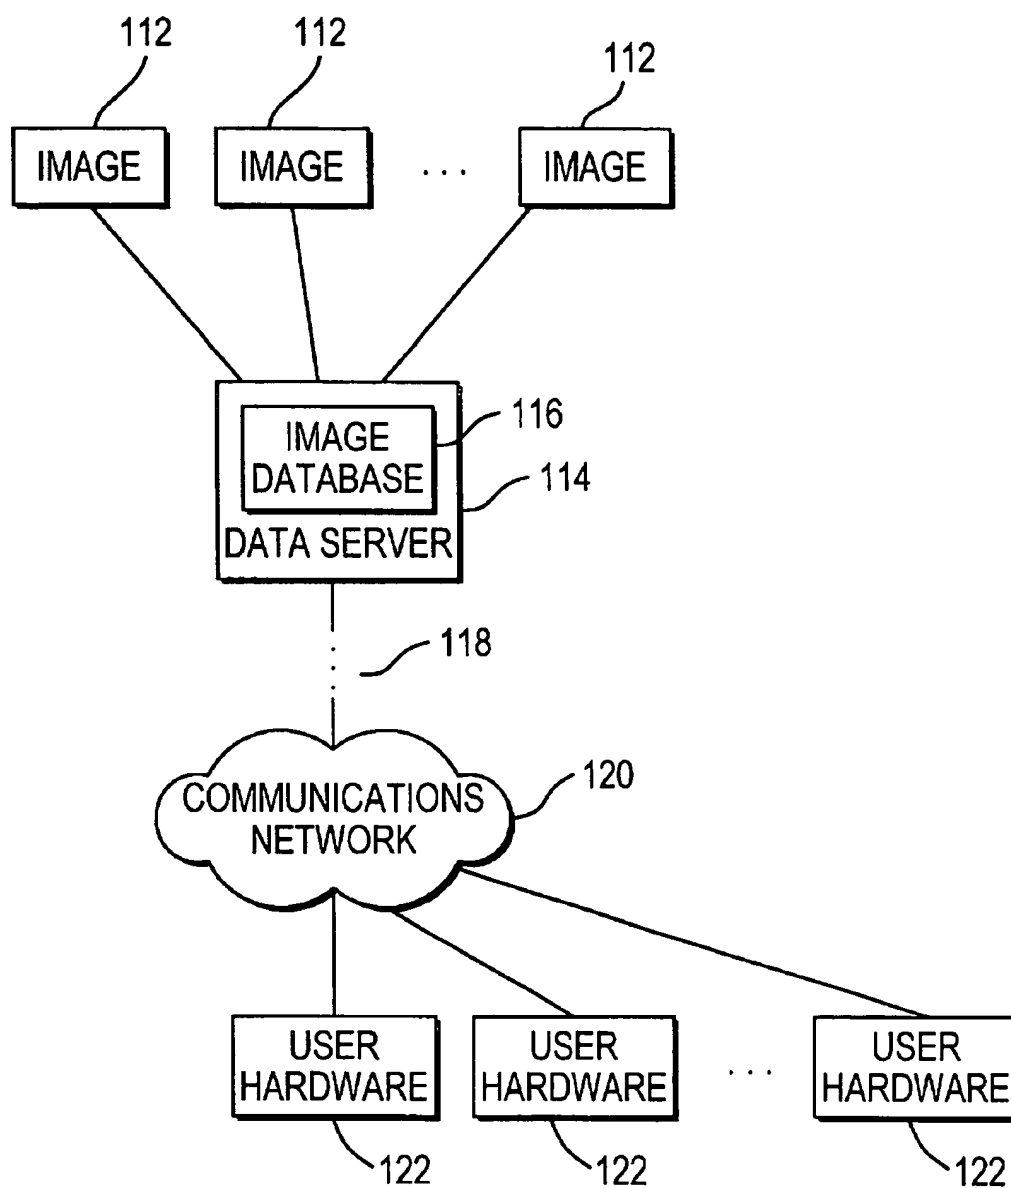 112 112 112
IMAGE IMAGE ... IMAGE
116
IMAGE
DATABASE
114
DATA SERVER
118
120
COMMUNICATIONS
NETWORK
USER USER USER
HARDWARE HARDWARE ... HARDWARE
122 122 122